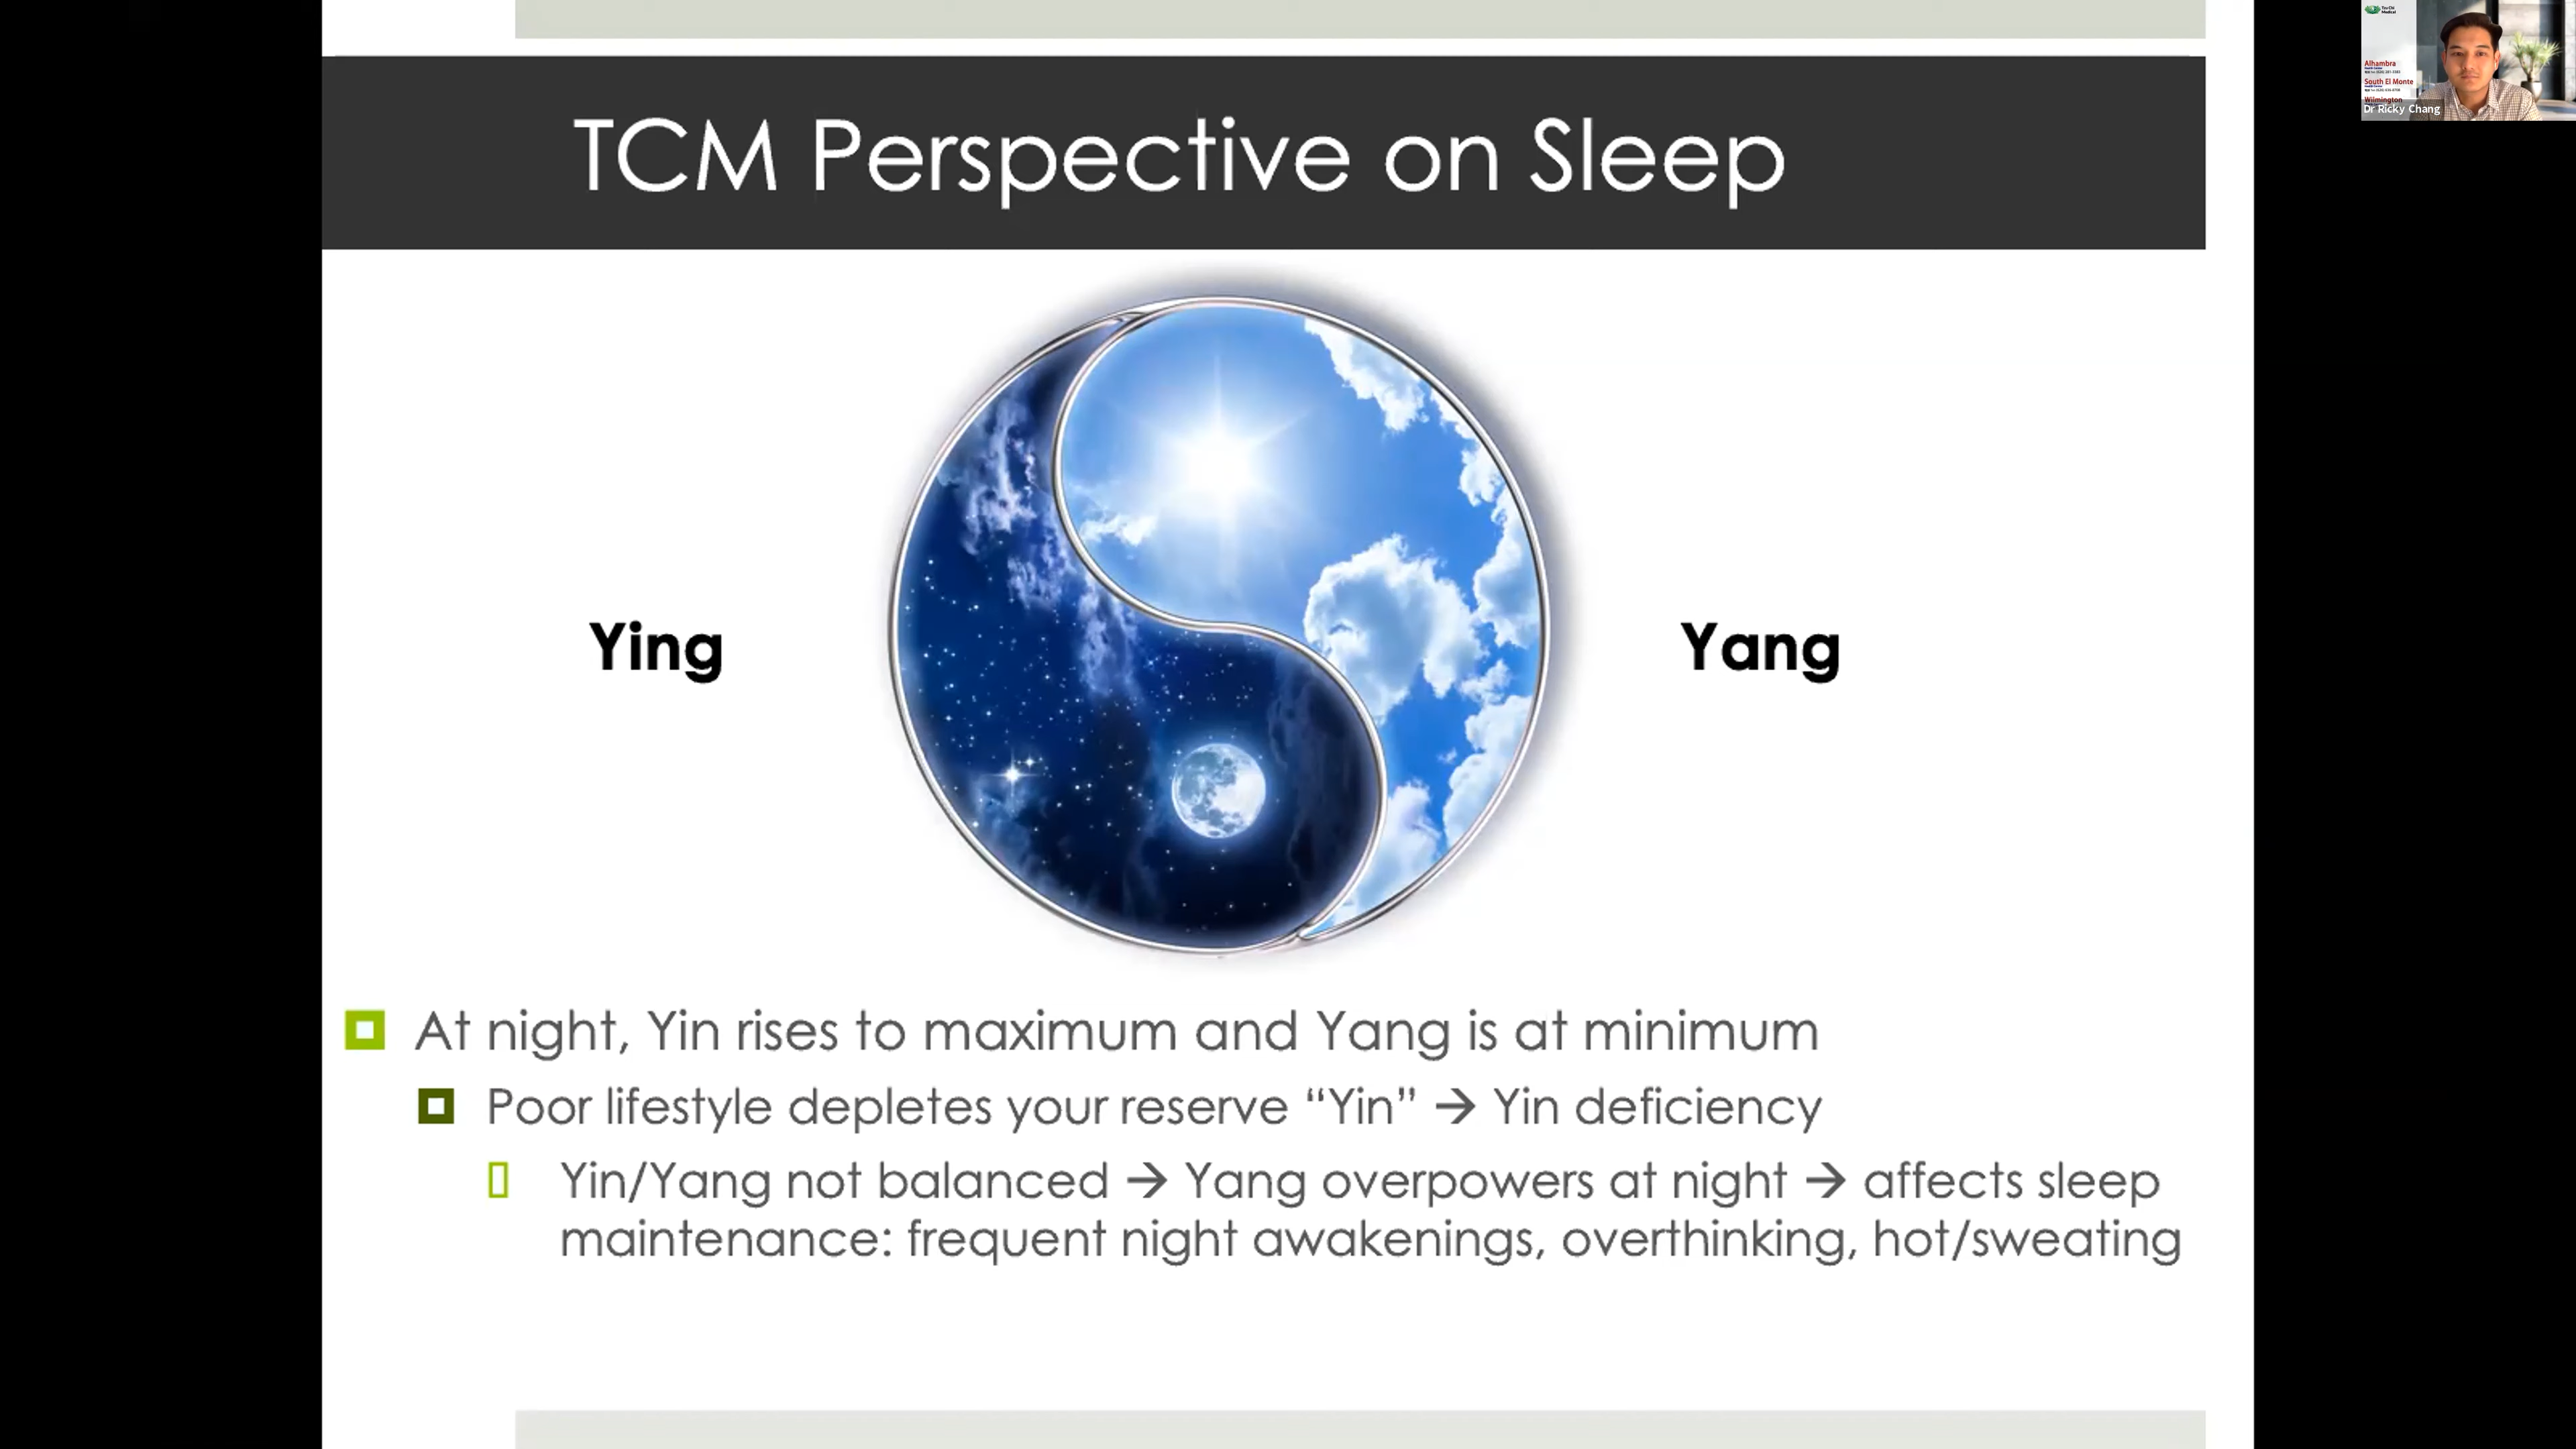 TCM Perspective on Sleep
Ying
Yang
At night, Yin rises to maximum and Yang is at minimum
Poor lifestyle depletes your reserve “Yin” → Yin deficiency
Yin/Yang not balanced → Yang overpowers at night → affects sleep
maintenance: frequent night awakenings, overthinking, hot/sweating
Alhambra
South El Monte
Wilmington
Dr Ricky Chang